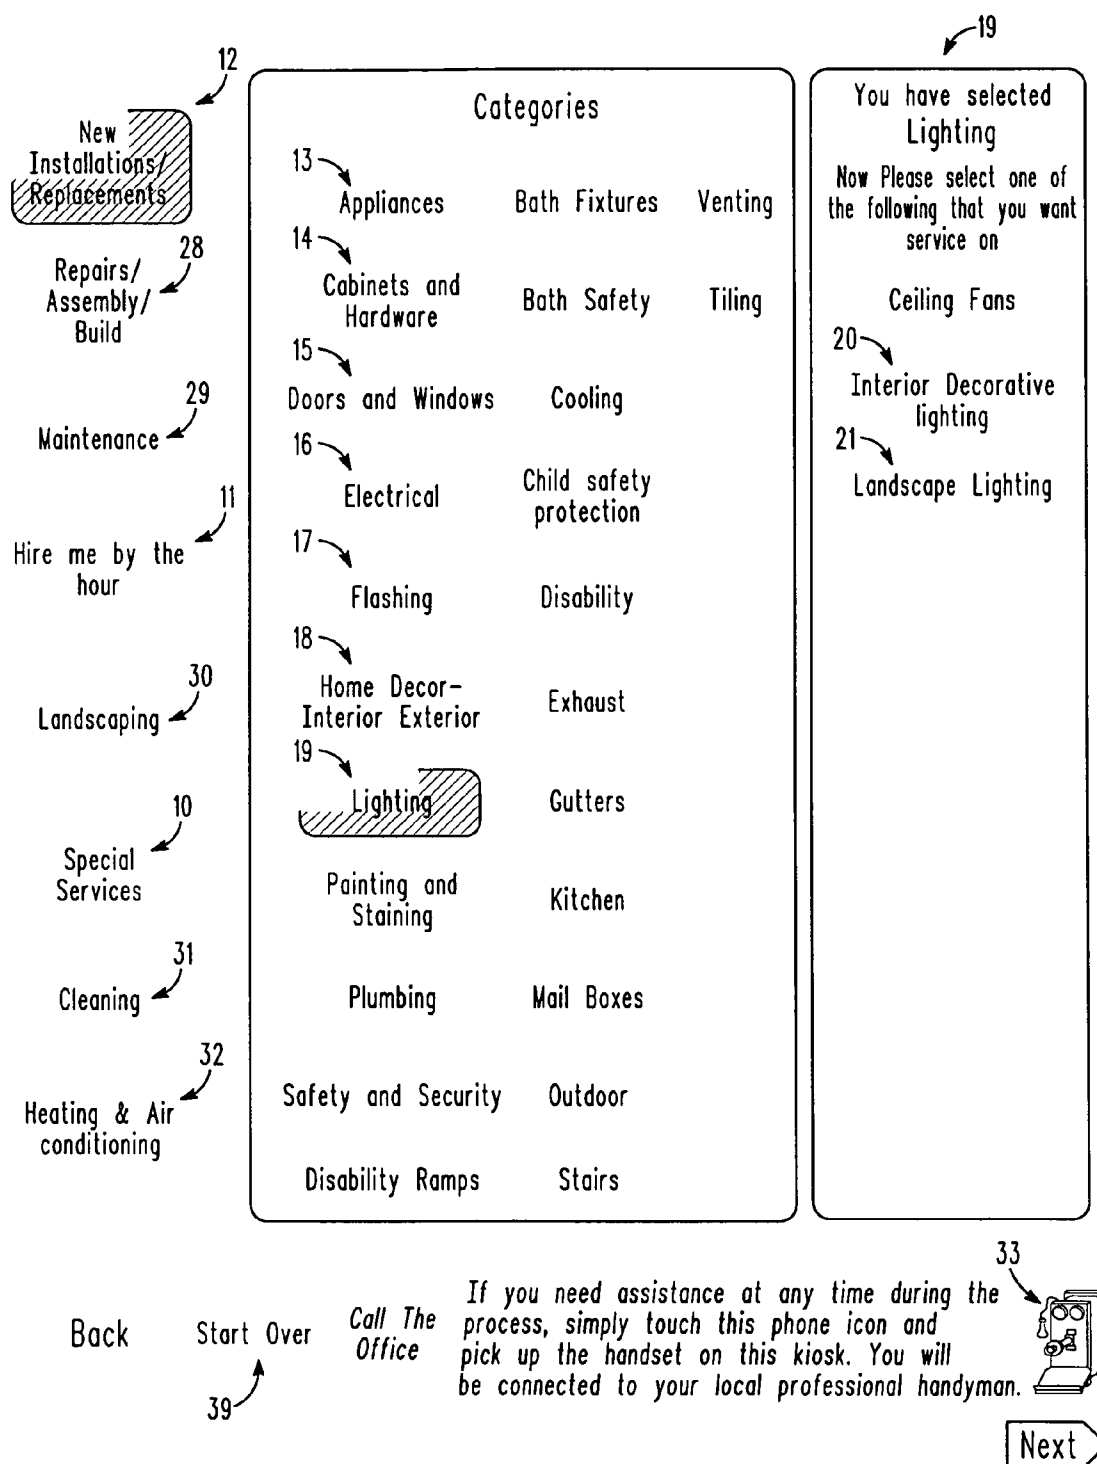 12
New
Installations/
Replacements
28
Repairs/
Assembly/
Build
29
Maintenance
11
Hire me by the
hour
30
Landscaping
10
Special
Services
31
Cleaning
32
Heating & Air
conditioning
Categories
13
Appliances
Bath Fixtures
Venting
14
Cabinets and
Hardware
Bath Safety
Tiling
15
Doors and Windows
Cooling
16
Electrical
Child safety
protection
17
Flashing
Disability
18
Home Decor-
Interior Exterior
Exhaust
19
Lighting
Gutters
Painting and
Staining
Kitchen
Plumbing
Mail Boxes
Safety and Security
Outdoor
Disability Ramps
Stairs
19
You have selected
Lighting
Now Please select one of
the following that you want
service on
Ceiling Fans
20
Interior Decorative
lighting
21
Landscape Lighting
Back
Start Over
39
Call The
Office
If you need assistance at any time during the
process, simply touch this phone icon and
pick up the handset on this kiosk. You will
be connected to your local professional handyman.
33
Next